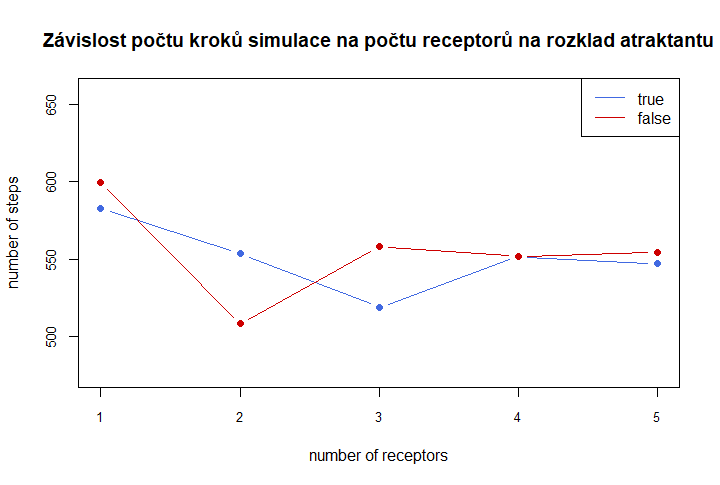 Závislost počtu kroků simulace na počtu receptorů na rozklad atraktantu
true
false
650
600
550
500
number of steps
1 2 3 4 5
number of receptors